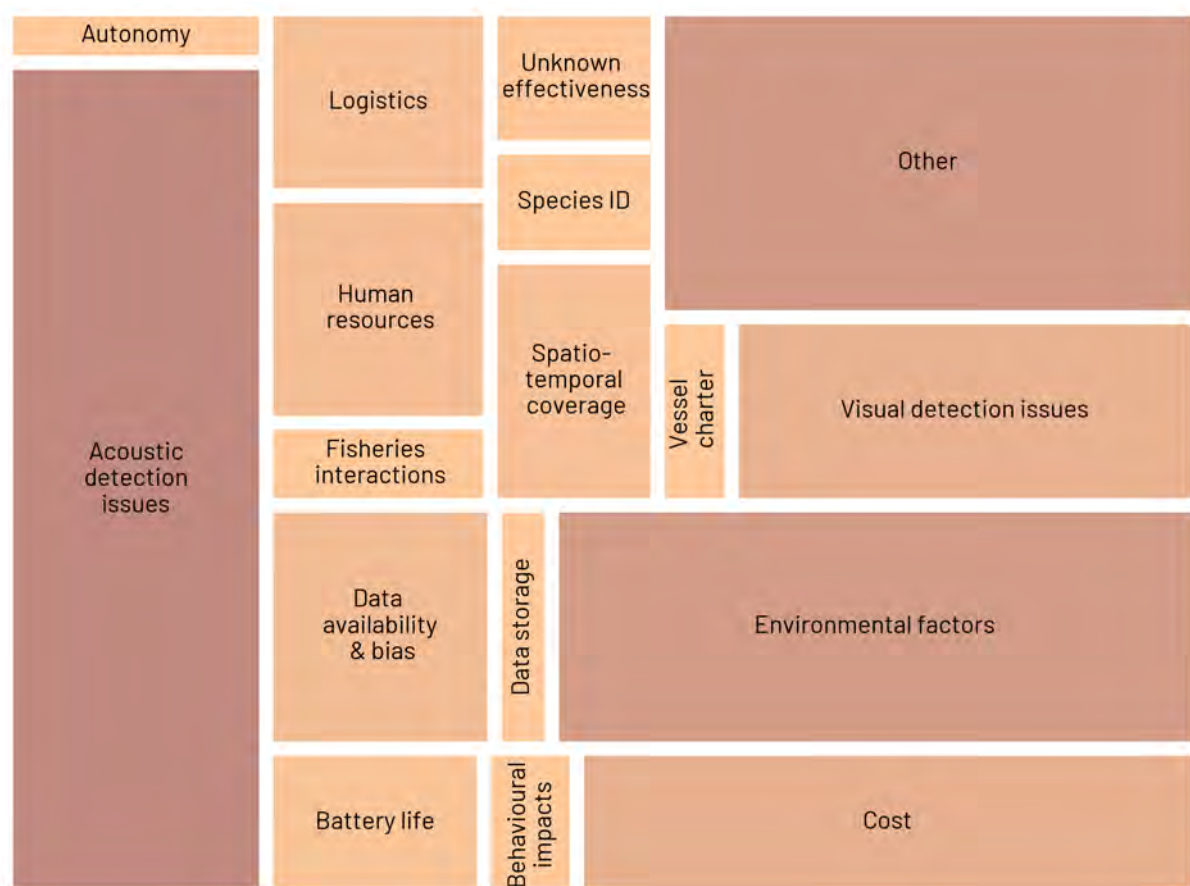 Autonomy
Acoustic
detection
issues
Logistics
Human
resources
Fisheries
interactions
Data
availability
& bias
Battery life
Unknown
effectiveness
Species ID
Spatio-
temporal
coverage
Data storage
Behavioural
impacts
Other
Vessel
charter
Visual detection issues
Environmental factors
Cost